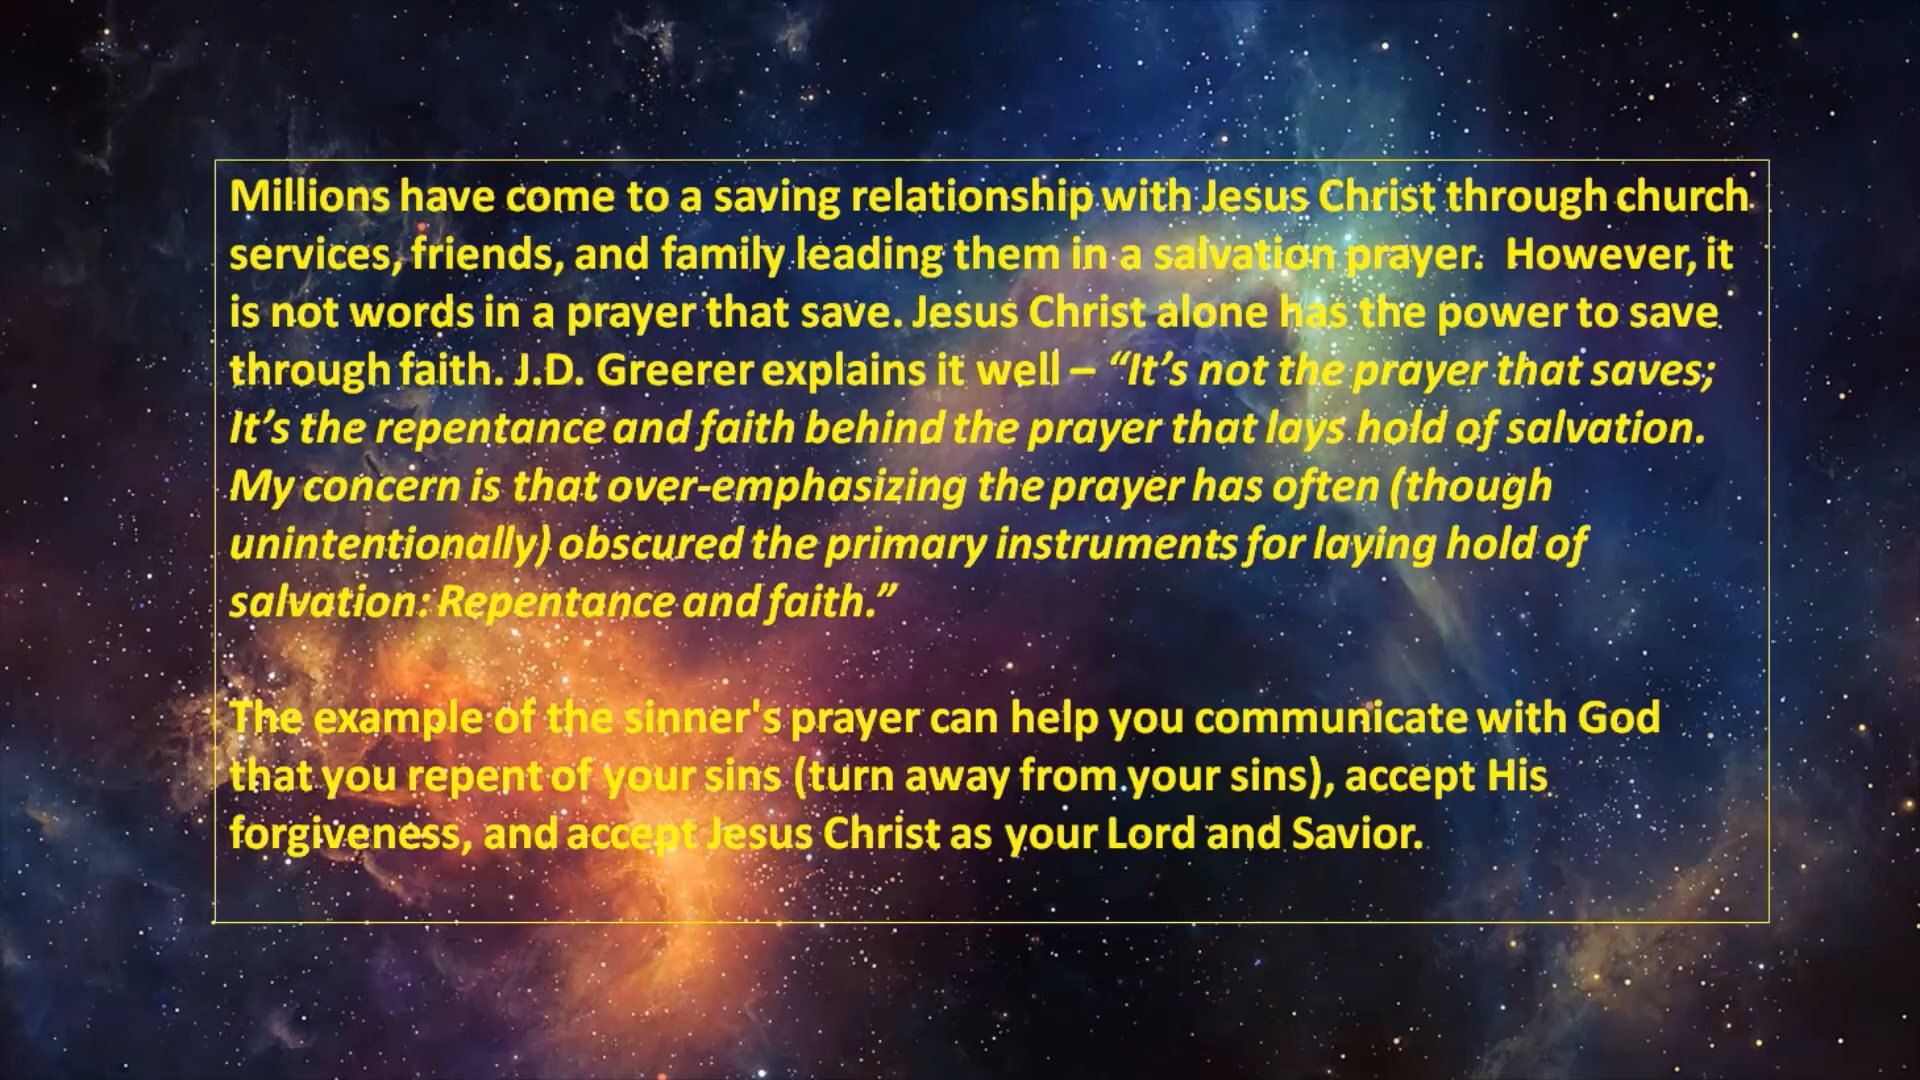 Millions have come to a saving relationship with Jesus Christ through church
services, friends, and family leading them in a salvation prayer.  However, it
is not words in a prayer that save. Jesus Christ alone has the power to save
through faith. J.D. Greerer explains it well – “It’s not the prayer that saves;
It’s the repentance and faith behind the prayer that lays hold of salvation.
My concern is that over-emphasizing the prayer has often (though
unintentionally) obscured the primary instruments for laying hold of
salvation: Repentance and faith.”
The example of the sinner's prayer can help you communicate with God
that you repent of your sins (turn away from your sins), accept His
forgiveness, and accept Jesus Christ as your Lord and Savior.